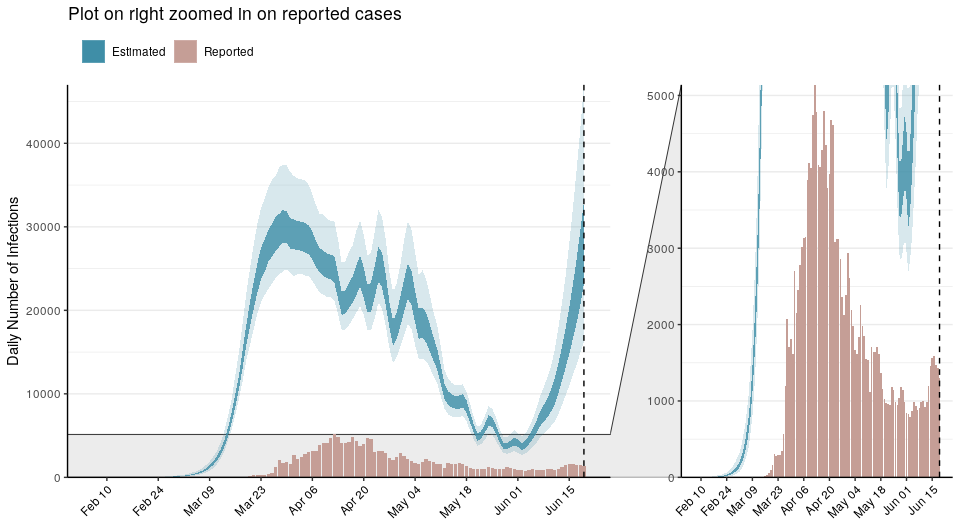 Plot on right zoomed in on reported cases
Estimated Reported
Daily Number of Infections
40000
30000
20000
10000
0
Feb 10 Feb 24 Mar 09 Mar 23 Apr 06 Apr 20 May 04 May 18 Jun 01 Jun 15
5000
4000
3000
2000
1000
0
Feb 10 Feb 24 Mar 09 Mar 23 Apr 06 Apr 20 May 04 May 18 Jun 01 Jun 15